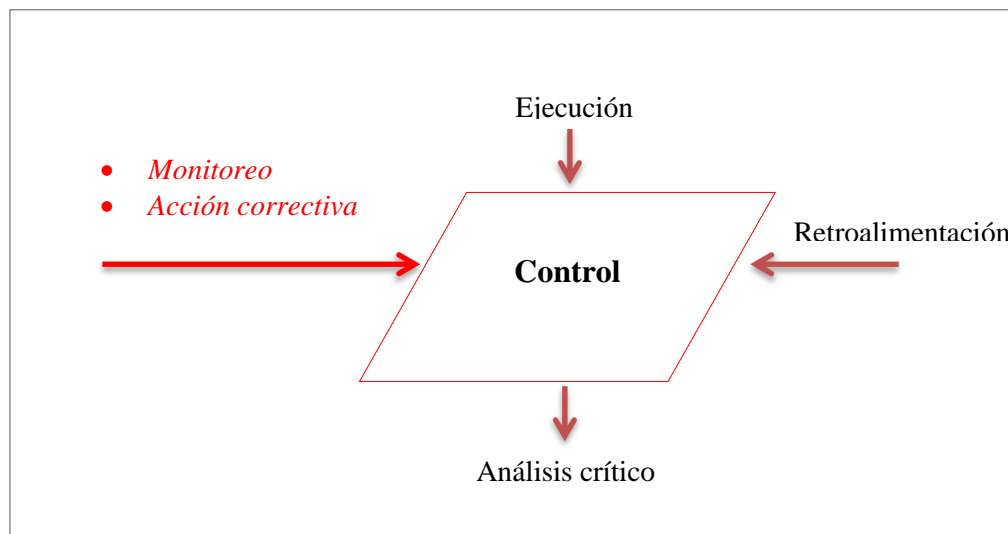 Ejecución
• Monitoreo
• Acción correctiva
Retroalimentación
Control
Análisis crítico